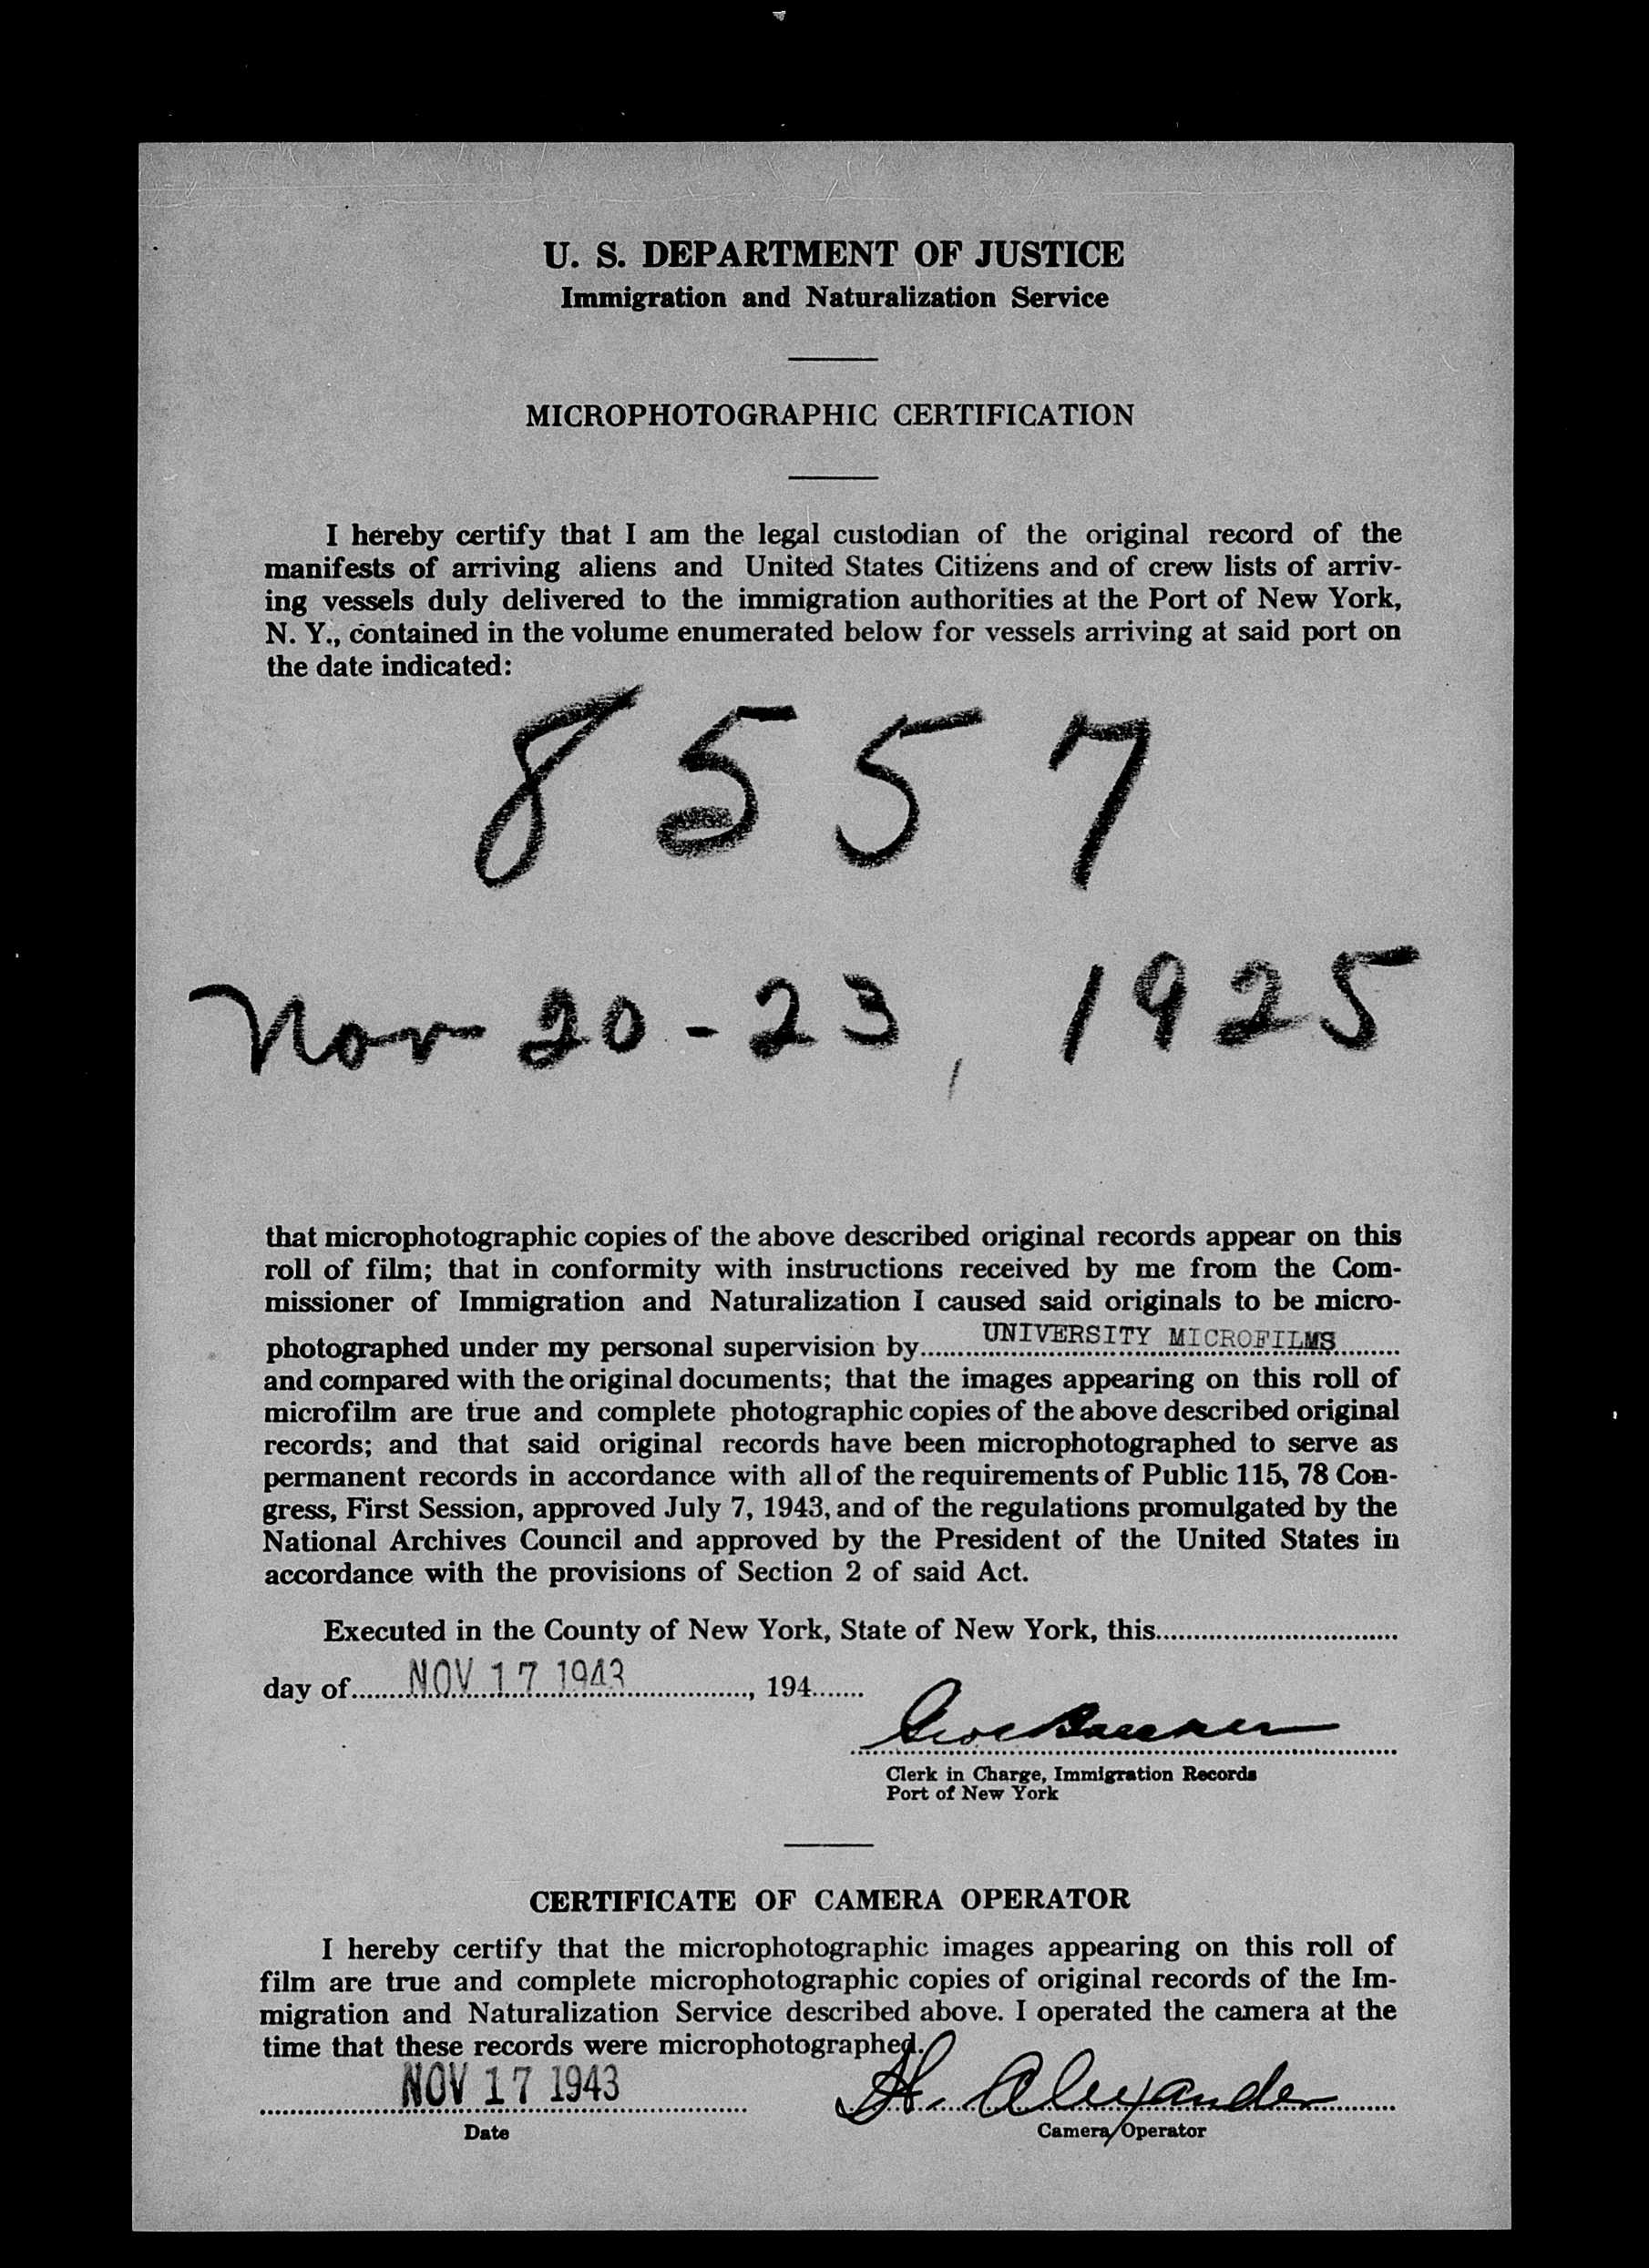 U. S. DEPARTMENT OF JUSTICE
Immigration and Naturalization Service
MICROPHOTOGRAPHIC CERTIFICATION
I hereby certify that I am the legal custodian of the original record of the
manifests of arriving aliens and United States Citizens and of crew lists of arriv-
ing vessels duly delivered to the immigration authorities at the Port of New York,
N. Y., contained in the volume enumerated below for vessels arriving at said port on
the date indicated:
8557
Nov 20-23, 1925
that microphotographic copies of the above described original records appear on this
roll of film; that in conformity with instructions received by me from the Com-
missioner of Immigration and Naturalization I caused said originals to be micro-
photographed under my personal supervision by UNIVERSITY MICROFILMS
and compared with the original documents; that the images appearing on this roll of
microfilm are true and complete photographic copies of the above described original
records; and that said original records have been microphotographed to serve as
permanent records in accordance with all of the requirements of Public 115, 78 Con-
gress, First Session, approved July 7, 1943, and of the regulations promulgated by the
National Archives Council and approved by the President of the United States in
accordance with the provisions of Section 2 of said Act.
Executed in the County of New York, State of New York, this
day of NOV 17 1943, 194
Clerk in Charge, Immigration Records
Port of New York
CERTIFICATE OF CAMERA OPERATOR
I hereby certify that the microphotographic images appearing on this roll of
film are true and complete microphotographic copies of original records of the Im-
migration and Naturalization Service described above. I operated the camera at the
time that these records were microphotographed.
NOV 17 1943 H. Alexander
Date Camera Operator